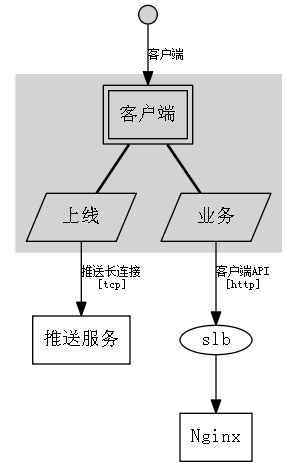 客户端
客户端
上线
业务
推送长连接
[tcp]
客户端API
[http]
推送服务
slb
Nginx